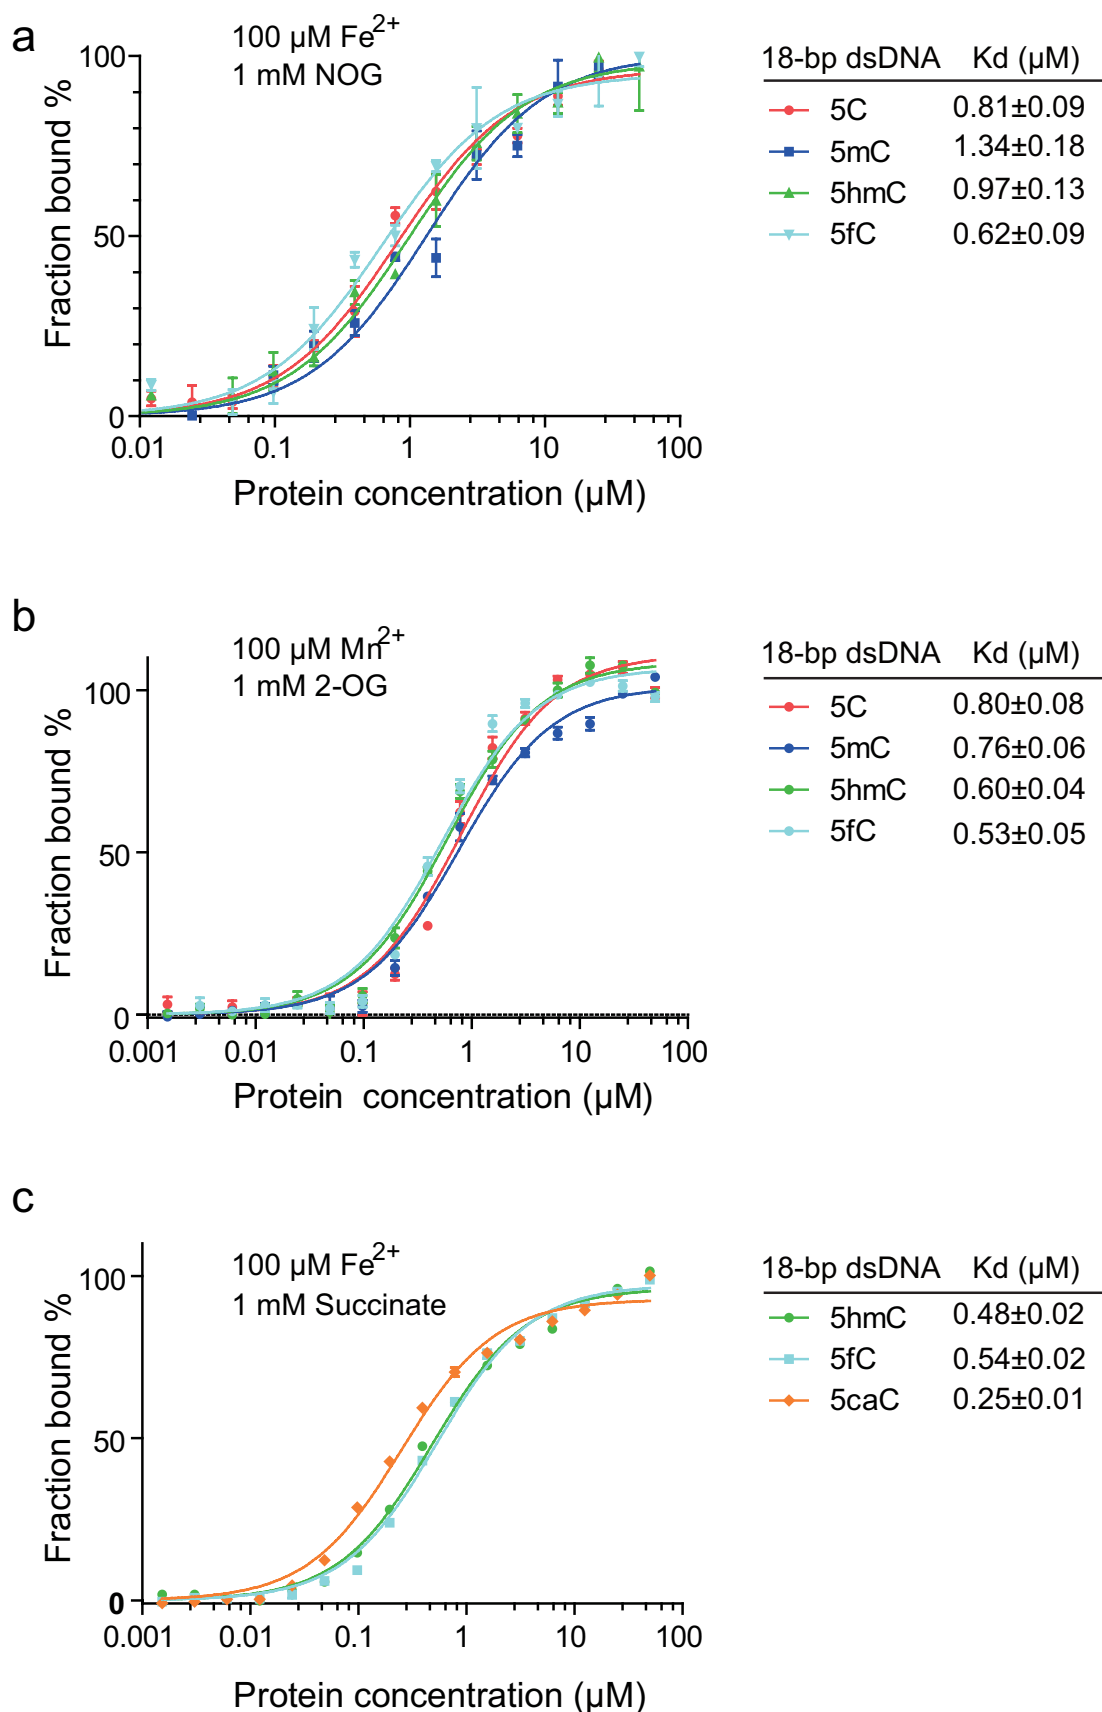 a
100 µM Fe2+
1 mM NOG
18-bp dsDNA Kd (µM)
5C 0.81±0.09
5mC 1.34±0.18
5hmC 0.97±0.13
5fC 0.62±0.09
Fraction bound %
100
50
0
0.01 0.1 1 10 100
Protein concentration (µM)
b
100 µM Mn2+
1 mM 2-OG
18-bp dsDNA Kd (µM)
5C 0.80±0.08
5mC 0.76±0.06
5hmC 0.60±0.04
5fC 0.53±0.05
Fraction bound %
100
50
0
0.001 0.01 0.1 1 10 100
Protein concentration (µM)
c
100 µM Fe2+
1 mM Succinate
18-bp dsDNA Kd (µM)
5hmC 0.48±0.02
5fC 0.54±0.02
5caC 0.25±0.01
Fraction bound %
100
50
0
0.001 0.01 0.1 1 10 100
Protein concentration (µM)